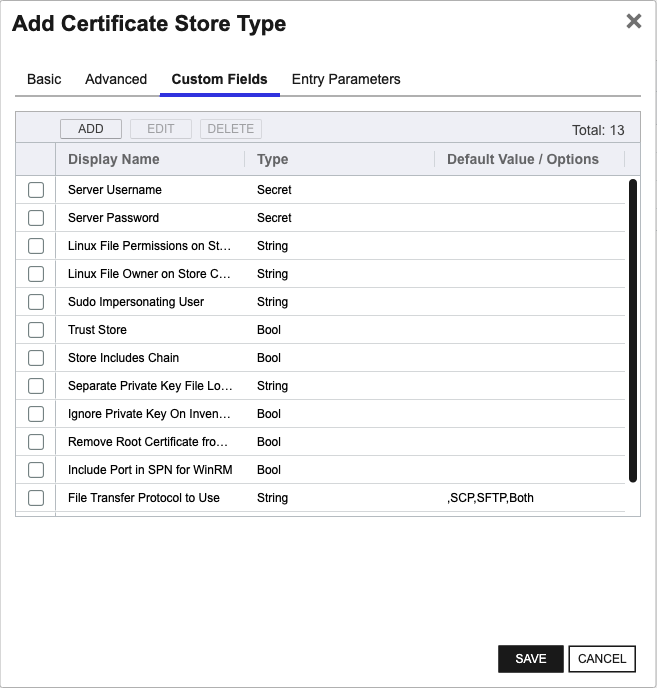 Add Certificate Store Type
Basic Advanced Custom Fields Entry Parameters
ADD EDIT DELETE Total: 13
Display Name Type Default Value / Options
Server Username Secret
Server Password Secret
Linux File Permissions on St... String
Linux File Owner on Store C... String
Sudo Impersonating User String
Trust Store Bool
Store Includes Chain Bool
Separate Private Key File Lo... String
Ignore Private Key On Inven... Bool
Remove Root Certificate fro... Bool
Include Port in SPN for WinRM Bool
File Transfer Protocol to Use String ,SCP,SFTP,Both
SAVE CANCEL